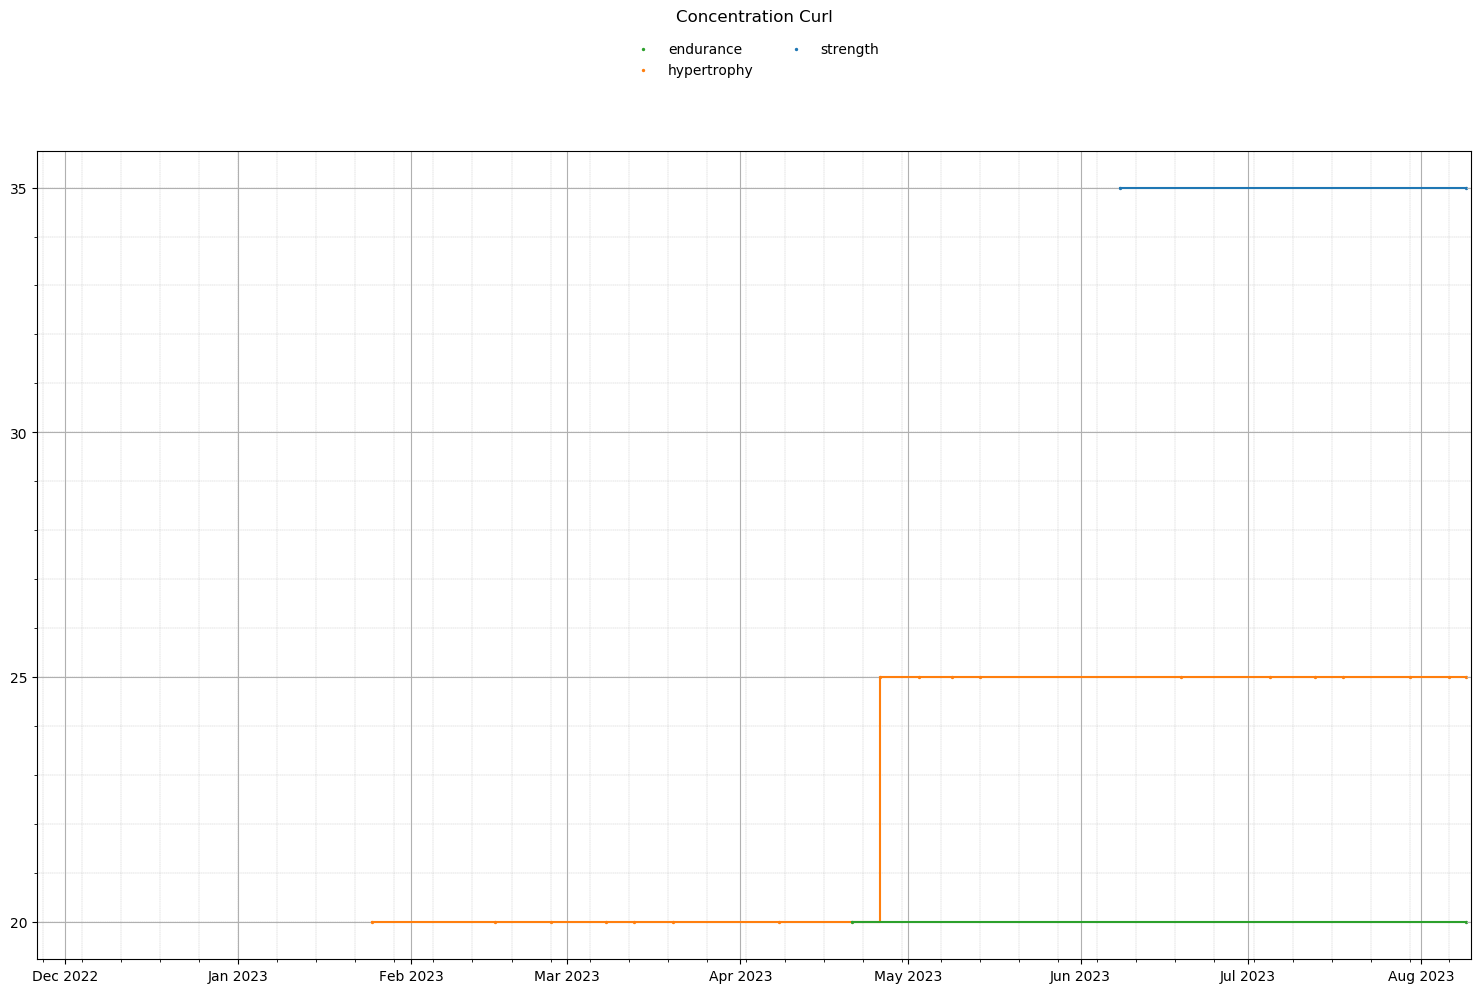 Concentration Curl
endurance strength
hypertrophy
35
30
25
20
Dec 2022 Jan 2023 Feb 2023 Mar 2023 Apr 2023 May 2023 Jun 2023 Jul 2023 Aug 2023